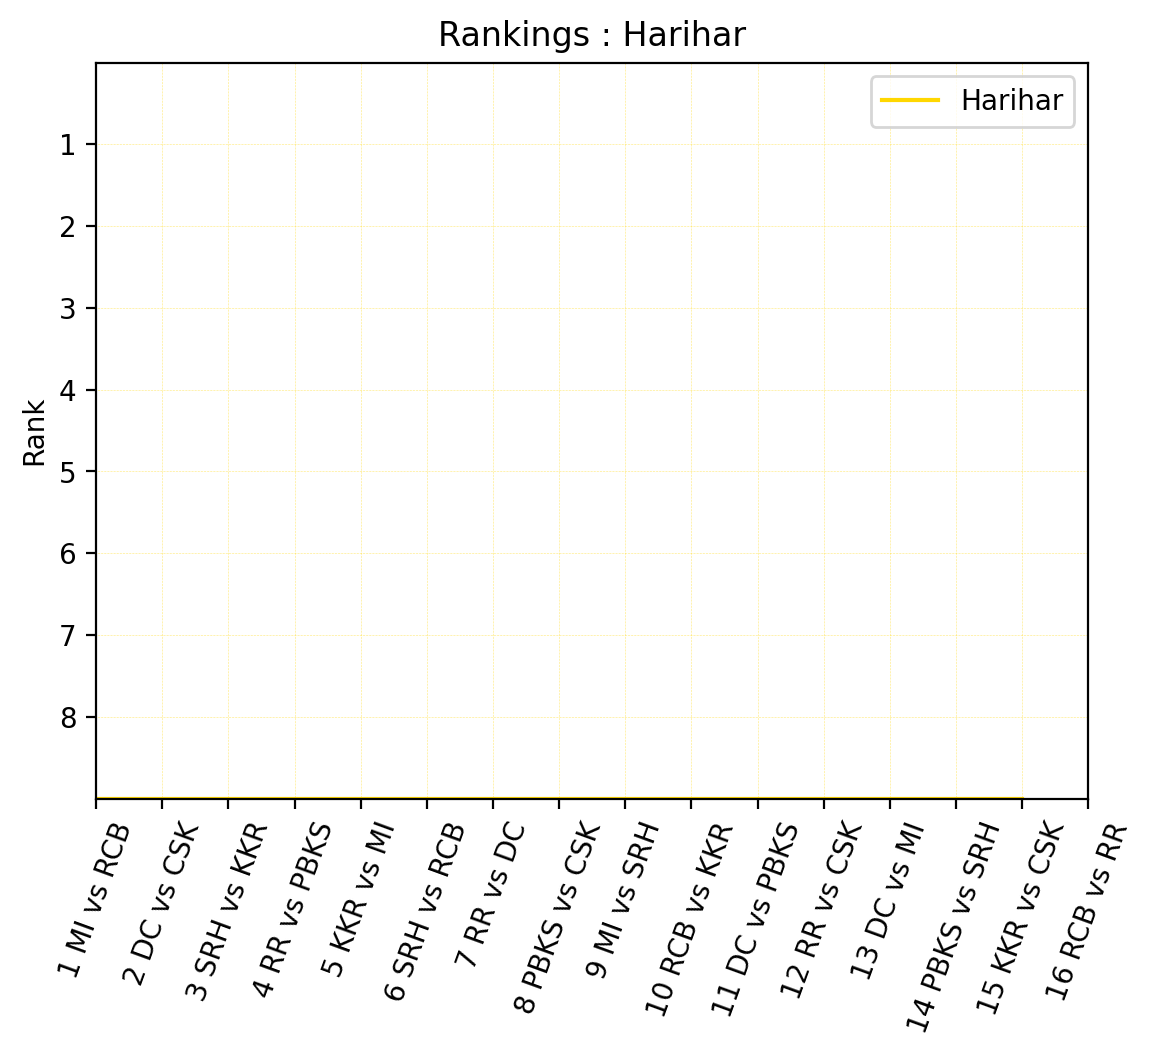 Rankings : Harihar
Harihar
Rank
1
2
3
4
5
6
7
8
1 MI vs RCB
2 DC vs CSK
3 SRH vs KKR
4 RR vs PBKS
5 KKR vs MI
6 SRH vs RCB
7 RR vs DC
8 PBKS vs CSK
9 MI vs SRH
10 RCB vs KKR
11 DC vs PBKS
12 RR vs CSK
13 DC vs MI
14 PBKS vs SRH
15 KKR vs CSK
16 RCB vs RR